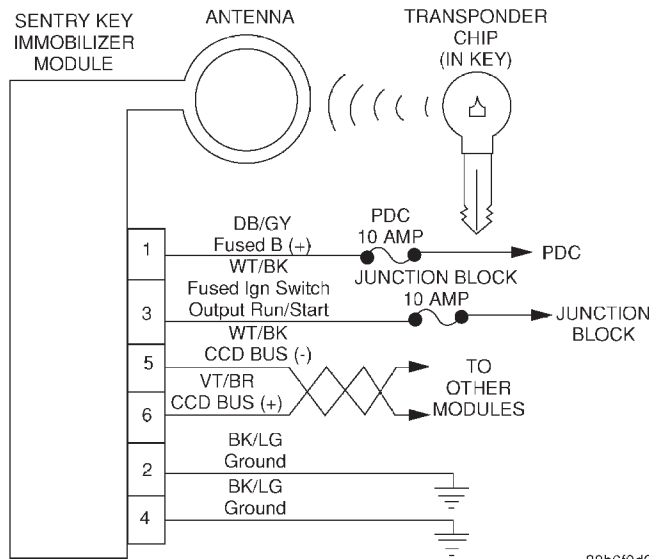 SENTRY KEY
IMMOBILIZER
MODULE
ANTENNA
TRANSPONDER
CHIP
(IN KEY)
1
DB/GY
Fused B (+)
PDC
10 AMP
PDC
WT/BK
3
Fused Ign Switch
Output Run/Start
JUNCTION BLOCK
10 AMP
JUNCTION
BLOCK
WT/BK
5
CCD BUS (-)
VT/BR
6
CCD BUS (+)
TO
OTHER
MODULES
2
BK/LG
Ground
4
BK/LG
Ground